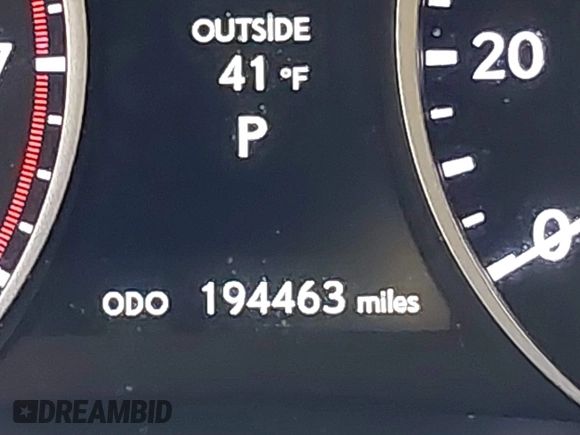 OUTSIDE
41 °F
P
20
0
ODO 194463 miles
DREAMBID